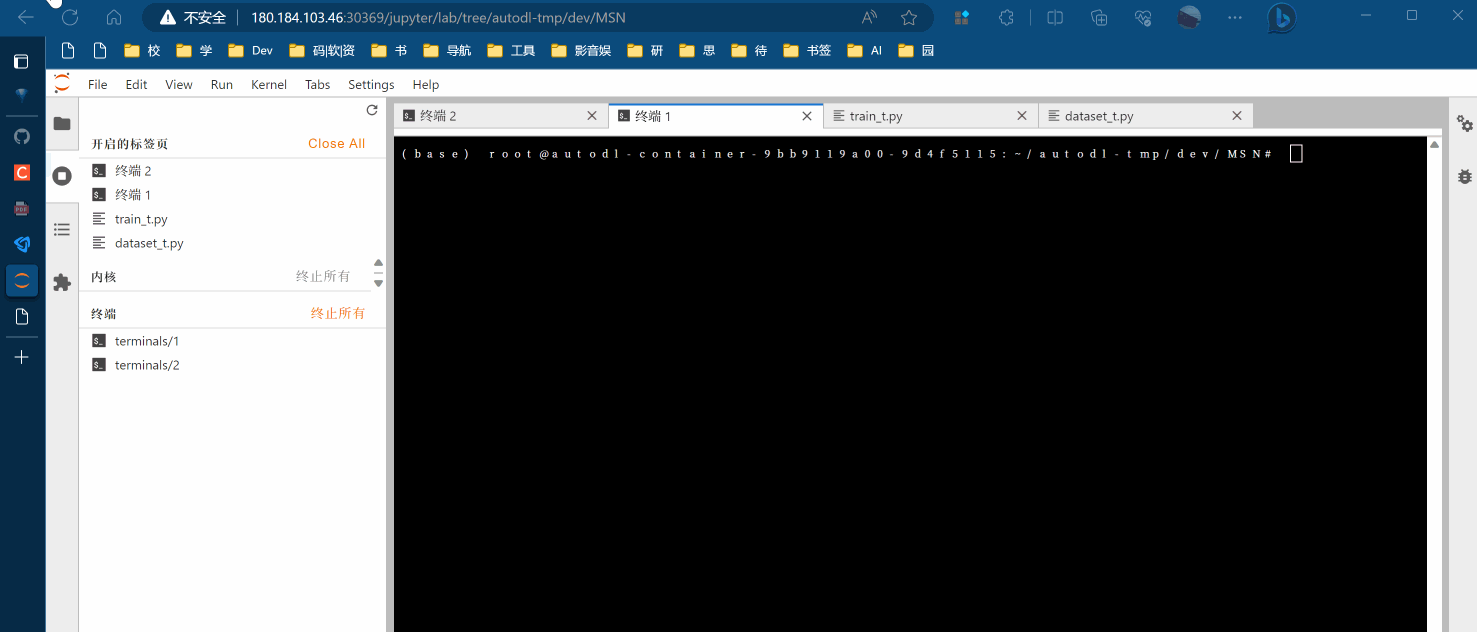 不安全 180.184.103.46:30369/jupyter/lab/tree/autodl-tmp/dev/MSN
校 学 Dev 码|软|资 书 导航 工具 影音娱 研 思 待 书签 AI 园
File Edit View Run Kernel Tabs Settings Help
终端 2 终端 1 train_t.py dataset_t.py
开启的标签页 Close All
终端 2
终端 1
train_t.py
dataset_t.py
内核 终止所有
终端 终止所有
terminals/1
terminals/2
(base) root@autodl-container-9bb9119a00-9d4f5115:~/autodl-tmp/dev/MSN#